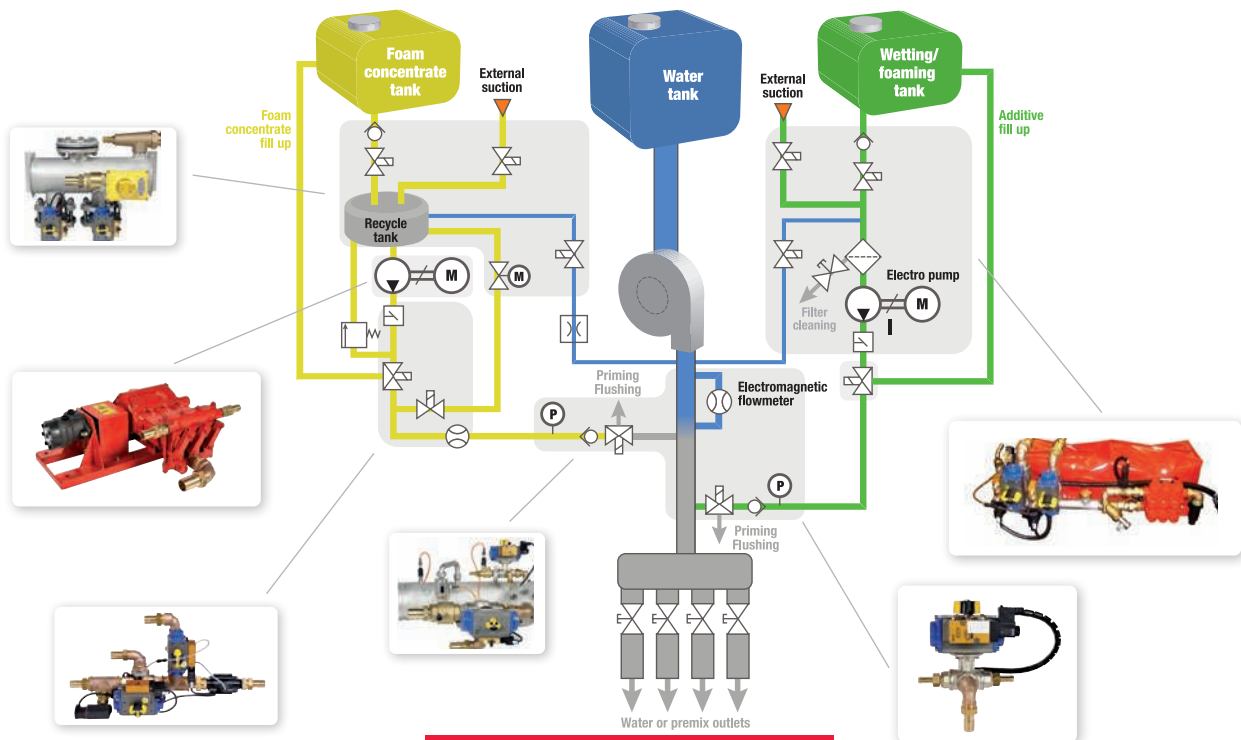 Foam
concentrate
tank
External
suction
Water
tank
External
suction
Wetting/
foaming
tank
Foam
concentrate
fill up
Additive
fill up
Recycle
tank
M
M
Electro pump
M
Filter
cleaning
Priming
Flushing
Electromagnetic
flowmeter
P
P
Priming
Flushing
Water or premix outlets